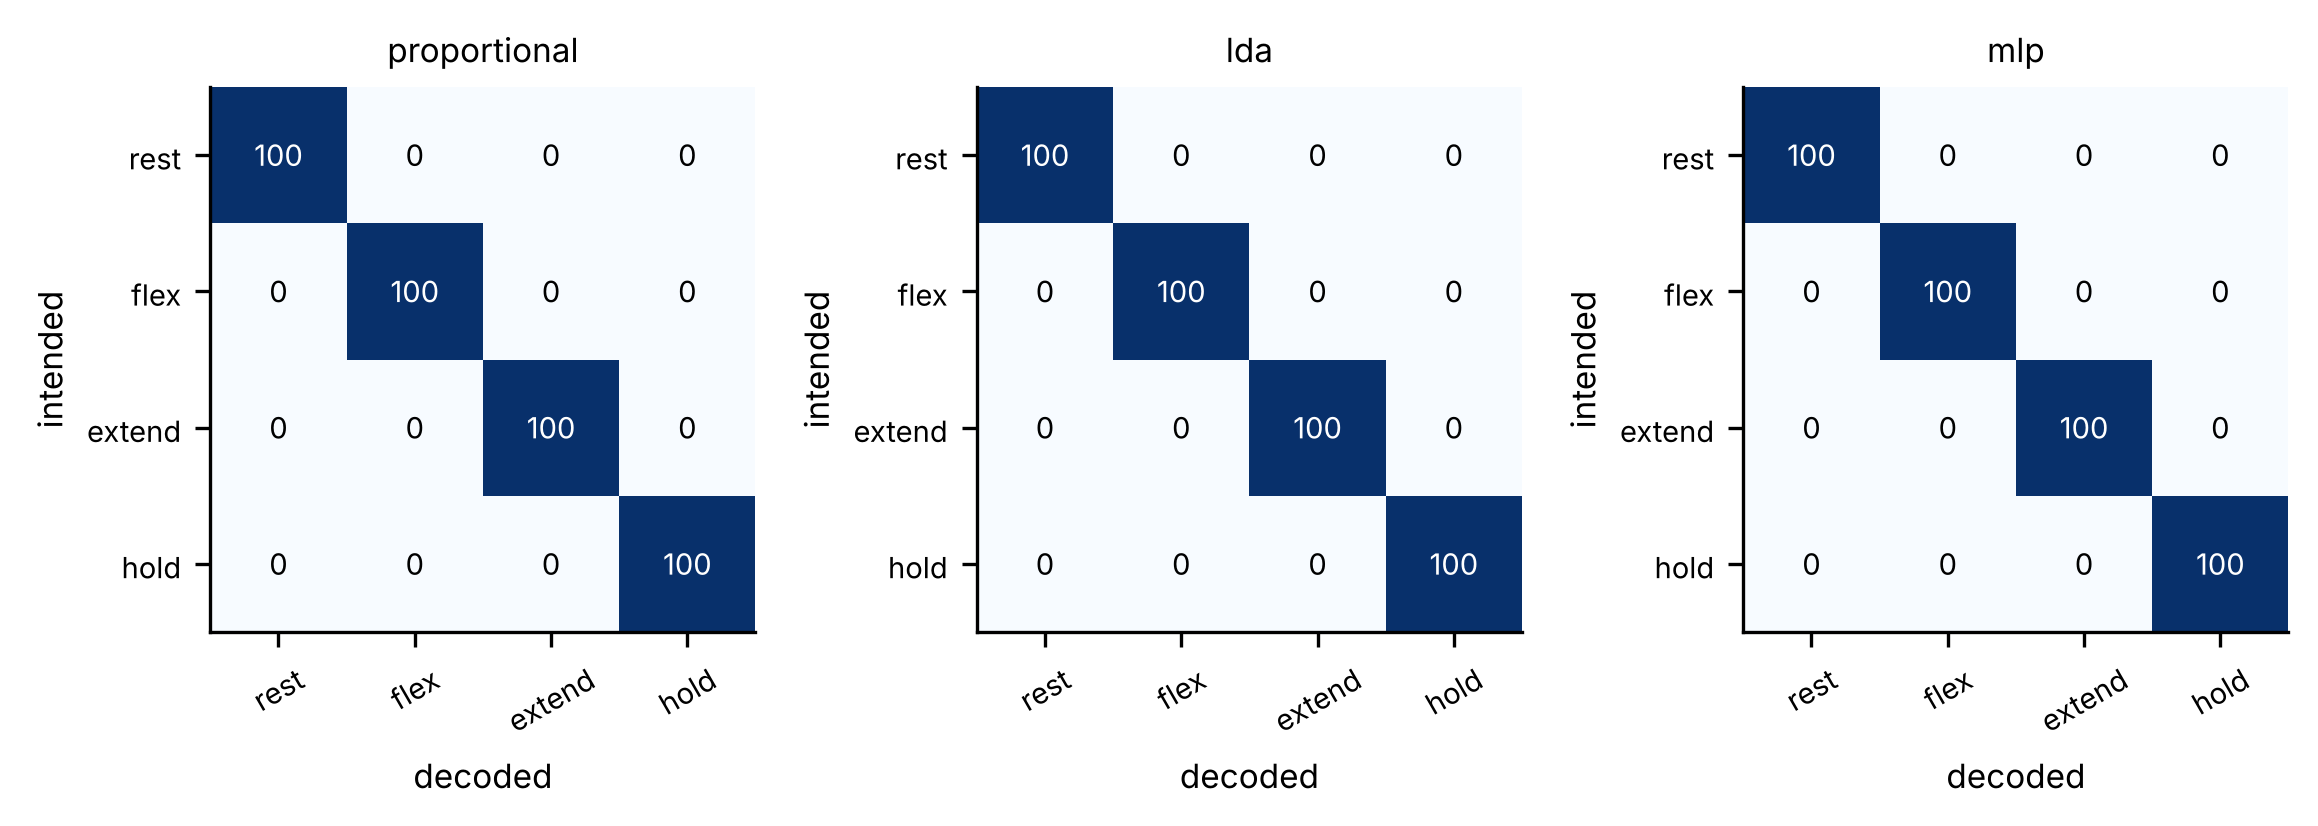 proportional
rest 100 0 0 0
flex 0 100 0 0
extend 0 0 100 0
hold 0 0 0 100
rest flex extend hold
intended
decoded
lda
rest 100 0 0 0
flex 0 100 0 0
extend 0 0 100 0
hold 0 0 0 100
rest flex extend hold
intended
decoded
mlp
rest 100 0 0 0
flex 0 100 0 0
extend 0 0 100 0
hold 0 0 0 100
rest flex extend hold
intended
decoded